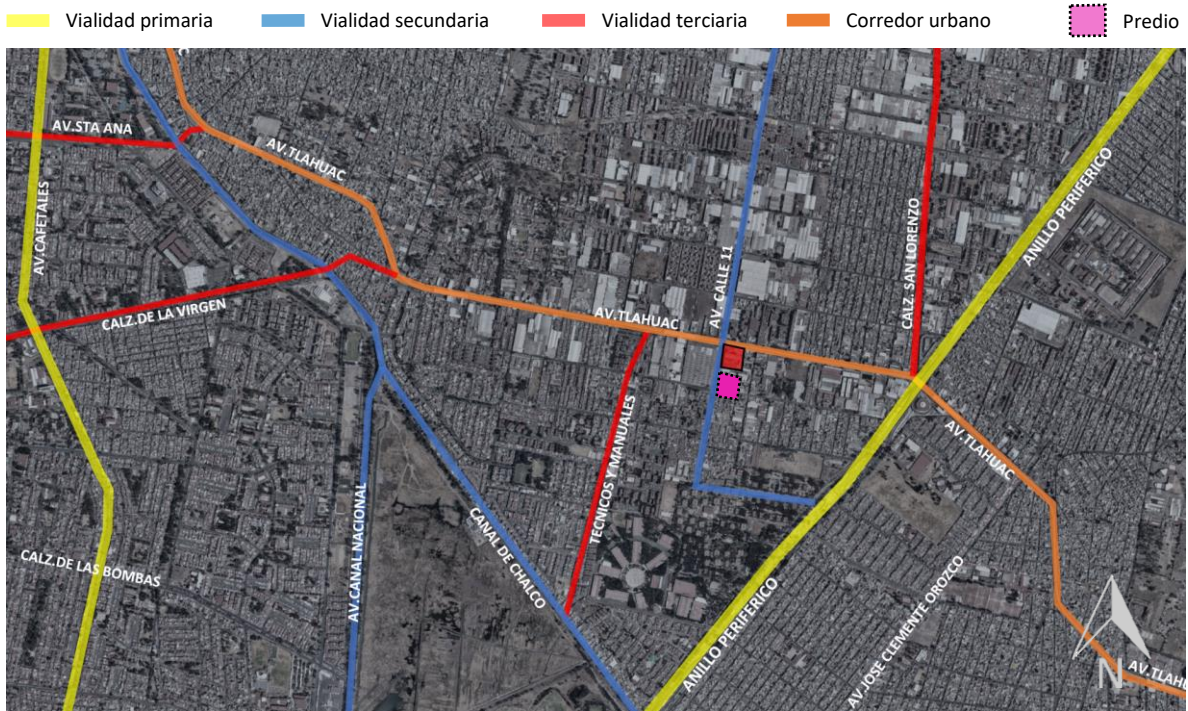 Vialidad primaria
Vialidad secundaria
Vialidad terciaria
Corredor urbano
Predio
AV.STA ANA
AV.TLAHUAC
AV.CAFETALES
ANILLO PERIFERICO
CALZ. SAN LORENZO
AV. CALLE 11
CALZ.DE LA VIRGEN
AV.TLAHUAC
TECNICOS Y MANUALES
AV.TLAHUAC
AV.CANAL NACIONAL
CANAL DE CHALCO
CALZ.DE LAS BOMBAS
ANILLO PERIFERICO
AV.JOSE CLEMENTE OROZCO
N
AV.TLAHU